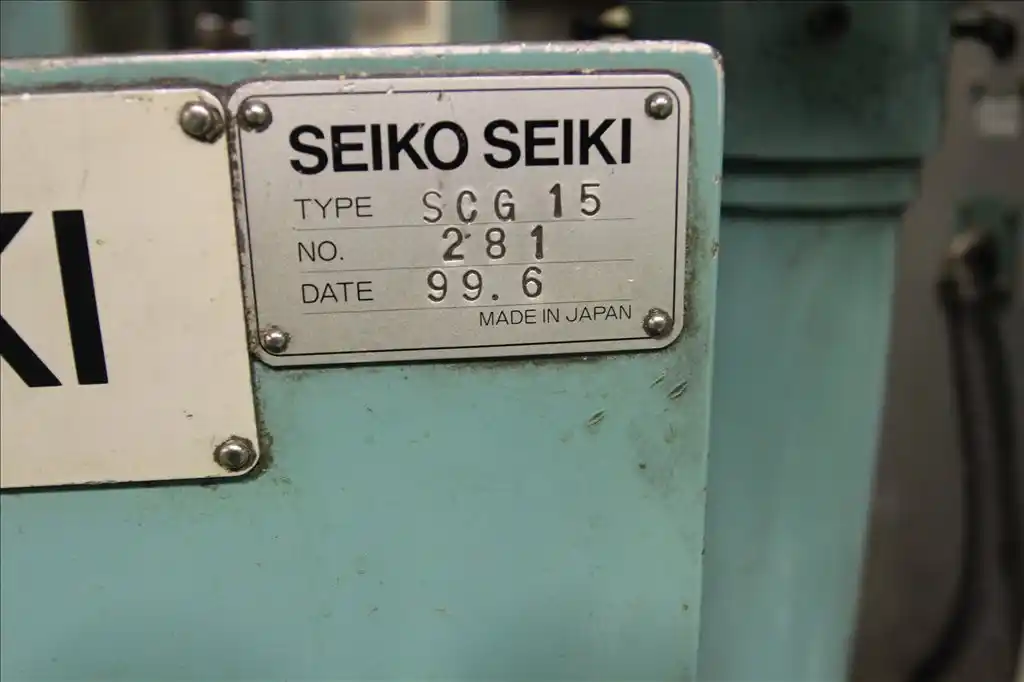 SEIKO SEIKI
TYPE SCG 15
NO. 281
DATE 99.6
MADE IN JAPAN
KI